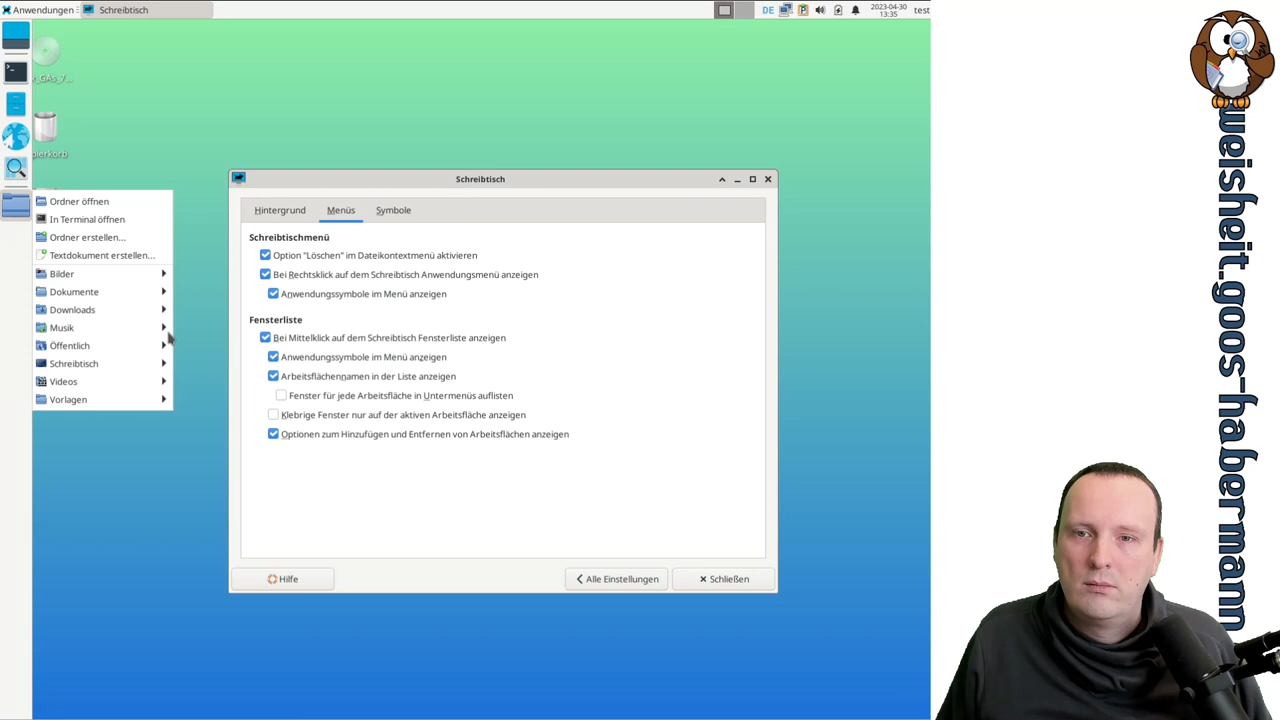 Anwendungen
Schreibtisch
DE
2023-04-30
13:35
test
_GAs_7...
pierkorb
Ordner öffnen
In Terminal öffnen
Ordner erstellen...
Textdokument erstellen...
Bilder
Dokumente
Downloads
Musik
Öffentlich
Schreibtisch
Videos
Vorlagen
Schreibtisch
Hintergrund
Menüs
Symbole
Schreibtischmenü
Option "Löschen" im Dateikontextmenü aktivieren
Bei Rechtsklick auf dem Schreibtisch Anwendungsmenü anzeigen
Anwendungssymbole im Menü anzeigen
Fensterliste
Bei Mittelklick auf dem Schreibtisch Fensterliste anzeigen
Anwendungssymbole im Menü anzeigen
Arbeitsflächennamen in der Liste anzeigen
Fenster für jede Arbeitsfläche in Untermenüs auflisten
Klebrige Fenster nur auf der aktiven Arbeitsfläche anzeigen
Optionen zum Hinzufügen und Entfernen von Arbeitsflächen anzeigen
Hilfe
Alle Einstellungen
Schließen
weisheit.goos-habermann